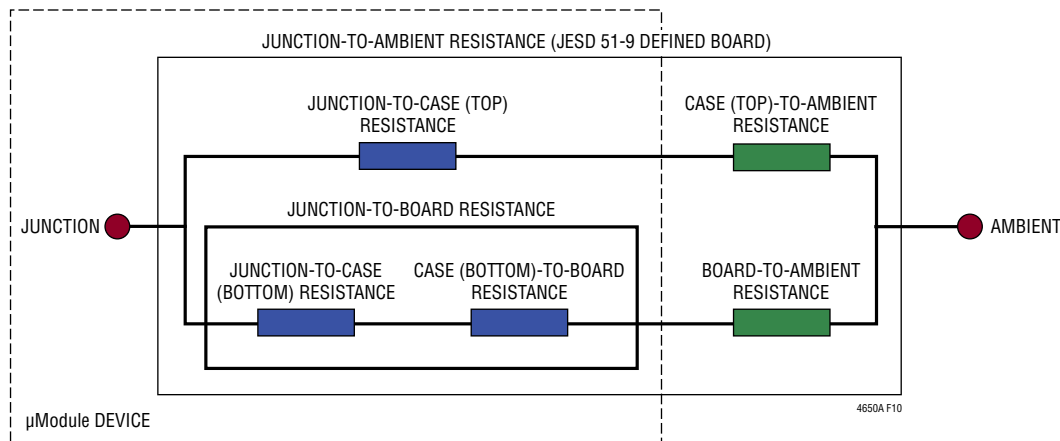 JUNCTION-TO-AMBIENT RESISTANCE (JESD 51-9 DEFINED BOARD)
JUNCTION-TO-CASE (TOP)
RESISTANCE
CASE (TOP)-TO-AMBIENT
RESISTANCE
JUNCTION
JUNCTION-TO-BOARD RESISTANCE
AMBIENT
JUNCTION-TO-CASE
(BOTTOM) RESISTANCE
CASE (BOTTOM)-TO-BOARD
RESISTANCE
BOARD-TO-AMBIENT
RESISTANCE
4650A F10
µModule DEVICE